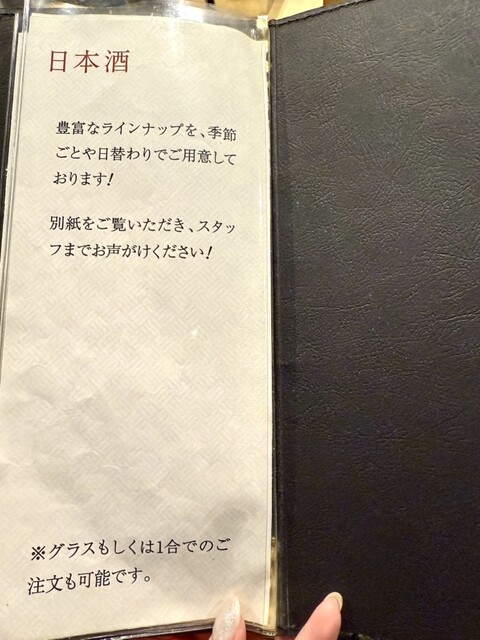 日本酒
豊富なラインナップを、季節
ごとや日替わりでご用意して
おります!
別紙をご覧いただき、スタッ
フまでお声がけください!
※グラスもしくは1合でのご
注文も可能です。